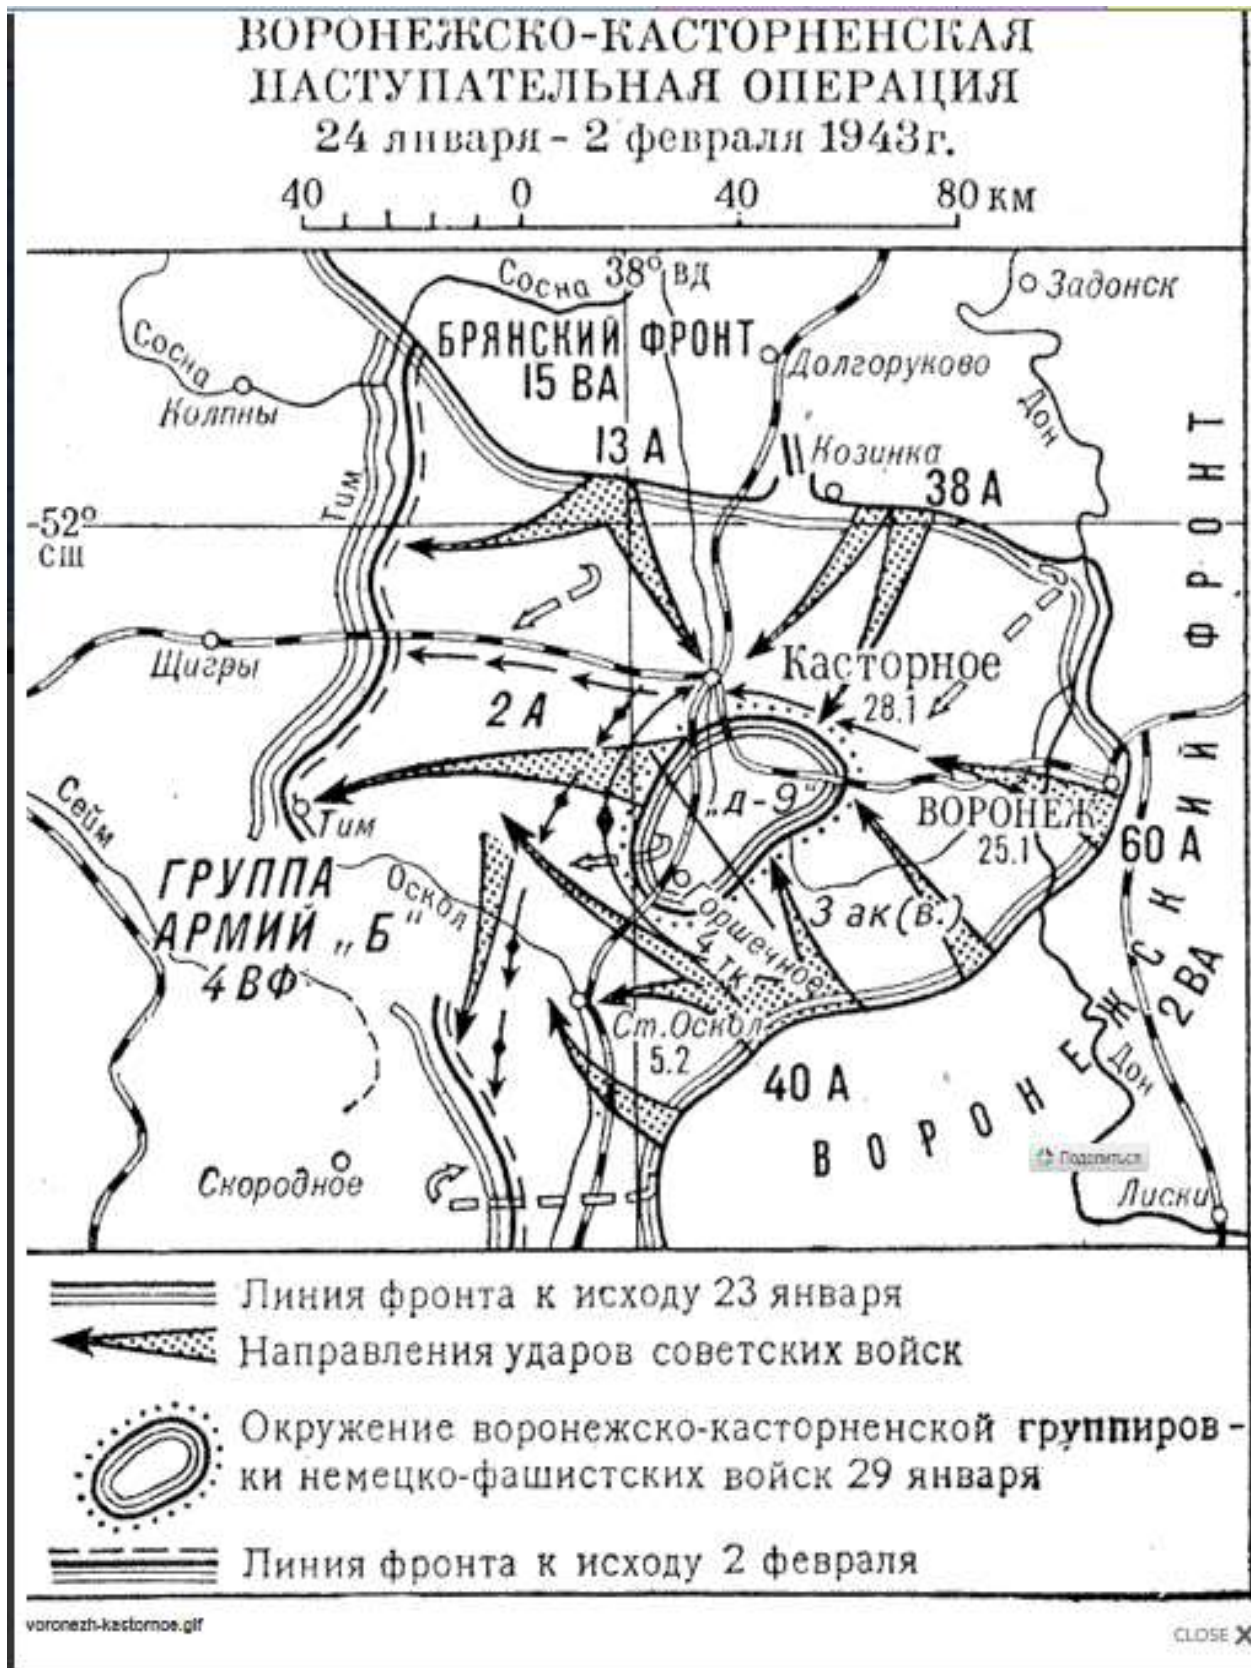 ВОРОНЕЖСКО-КАСТОРНЕНСКАЯ
НАСТУПАТЕЛЬНАЯ ОПЕРАЦИЯ
24 января - 2 февраля 1943г.
40 0 40 80 км
Сосна 38° вд
Задонск
БРЯНСКИЙ ФРОНТ
15 ВА
Долгоруково
Сосна
Колпны
Дон
13 А
Козинка
38 А
Тим
-52°
сш
Щигры
Касторное
28.1
2 А
Сейм
Тим
„Д-9“
ВОРОНЕЖ
25.1
60 А
ГРУППА
АРМИЙ „Б“
4 ВФ
Оскол
Горшечное
3 ак(в.)
4 тк
2 ВА
Ст.Оскол
5.2
40 А
Дон
ВОРОНЕЖСКИЙ ФРОНТ
Поделиться
Скородное
Лиски
Линия фронта к исходу 23 января
Направления ударов советских войск
Окружение воронежско-касторненской группиров-
ки немецко-фашистских войск 29 января
Линия фронта к исходу 2 февраля
voronezh-kastornoe.gif
CLOSE X